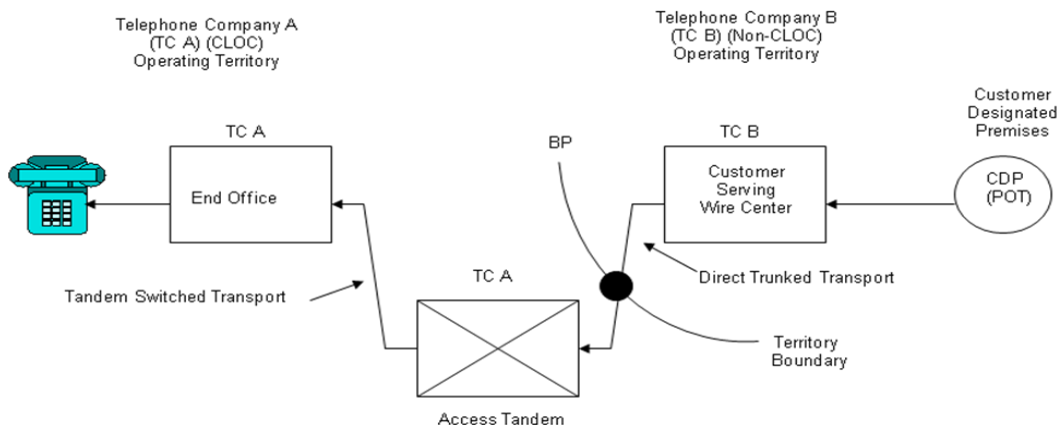 Telephone Company A
(TC A) (CLOC)
Operating Territory
Telephone Company B
(TC B) (Non-CLOC)
Operating Territory
Customer
Designated
Premises
TC A
BP
TC B
End Office
Customer
Serving
Wire Center
CDP
(POT)
Tandem Switched Transport
TC A
Direct Trunked Transport
Territory
Boundary
Access Tandem